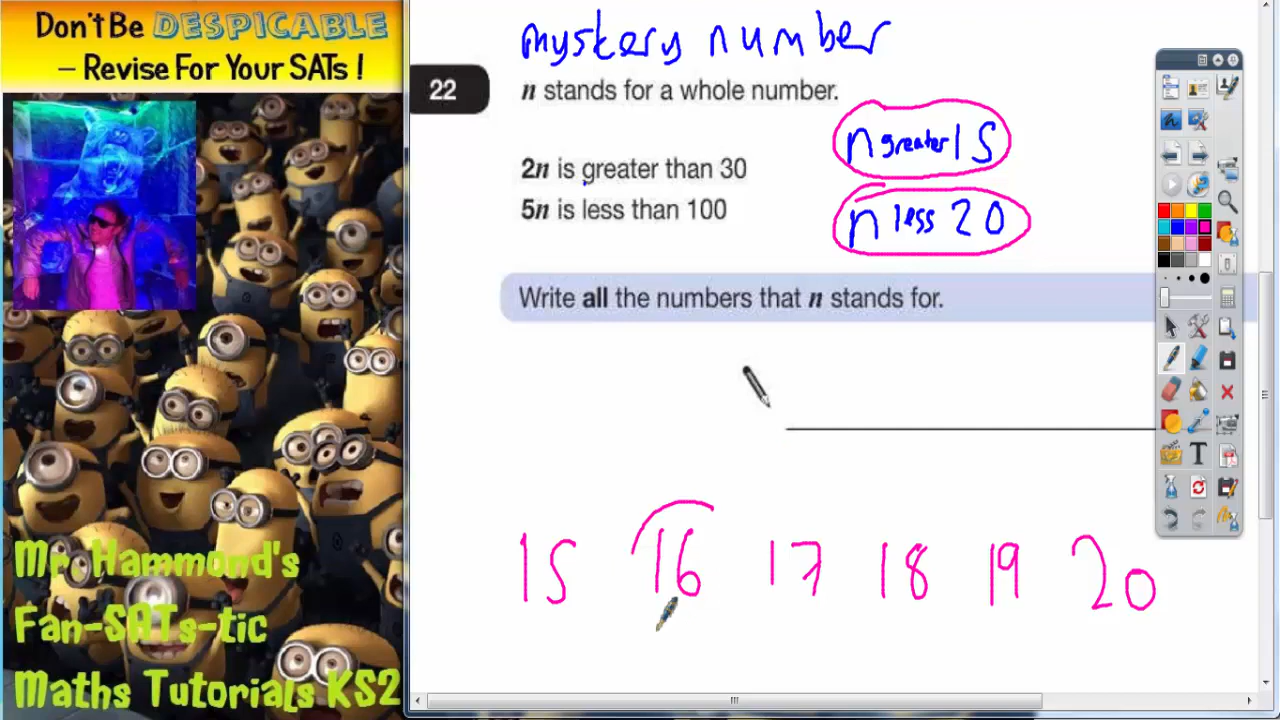 Don't Be DESPICABLE
– Revise For Your SATs !
Mr. Hammond's
Fan-SATs-tic
Maths Tutorials KS2
mystery number
22
n stands for a whole number.
2n is greater than 30
5n is less than 100
n greater 15
n less 20
Write all the numbers that n stands for.
15 16 17 18 19 20